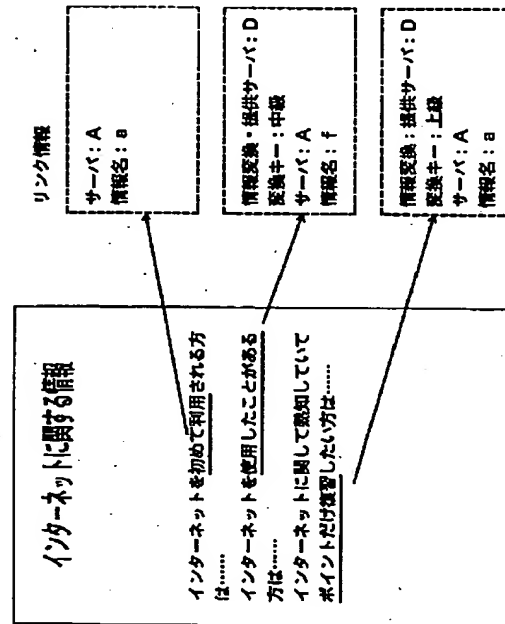 リンク情報
サーバ：A
情報名：a
情報変換・提供サーバ：D
変換キー：中級
サーバ：A
情報名：f
情報変換；提供サーバ：D
変換キー：上級
サーバ：A
情報名：a
インターネットに関する情報
インターネットを初めて利用される方
は……
インターネットを使用したことがある
方は……
インターネットに関して熟知していて
ポイントだけ復習したい方は……